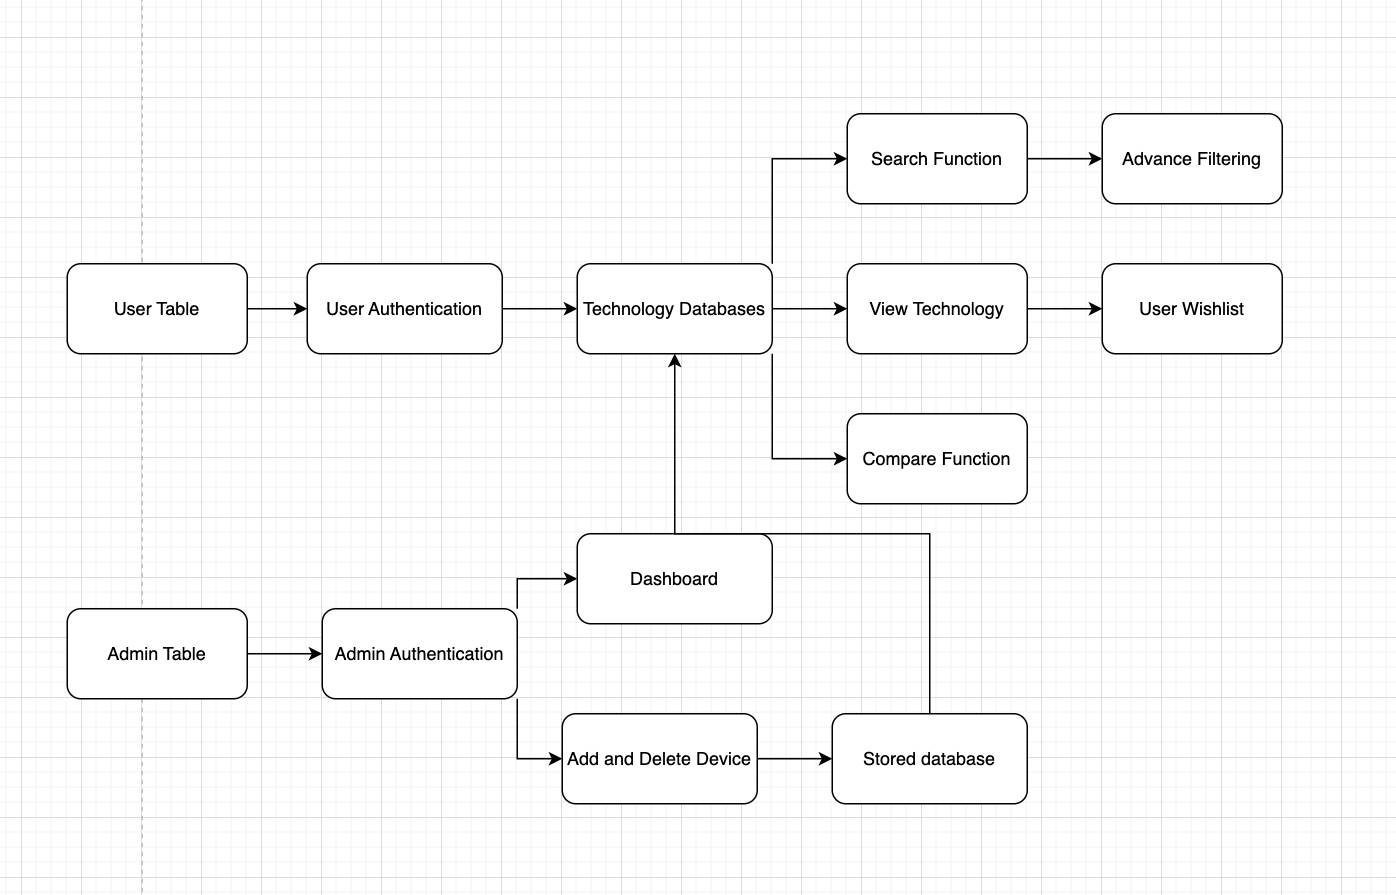 Search Function
Advance Filtering
User Table
User Authentication
Technology Databases
View Technology
User Wishlist
Compare Function
Dashboard
Admin Table
Admin Authentication
Add and Delete Device
Stored database